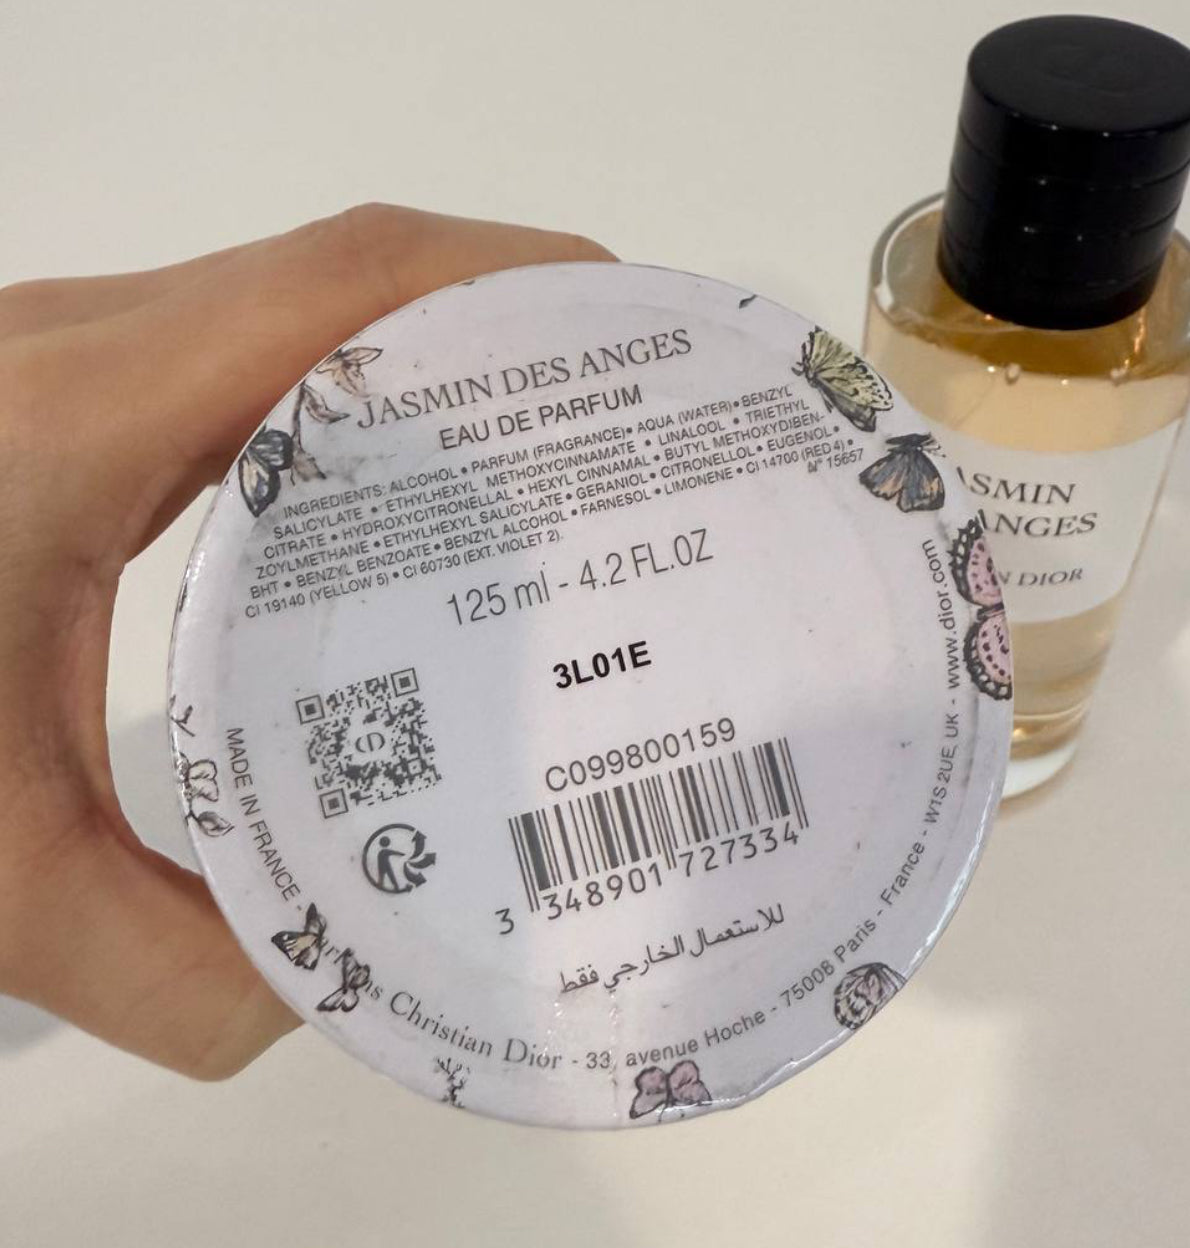 JASMIN DES ANGES
EAU DE PARFUM
INGREDIENTS: ALCOHOL • PARFUM (FRAGRANCE) • AQUA (WATER) • BENZYL
SALICYLATE • ETHYLHEXYL METHOXYCINNAMATE • LINALOOL • TRIETHYL
CITRATE • HYDROXYCITRONELLAL • HEXYL CINNAMAL • BUTYL METHOXYDIBEN-
ZOYLMETHANE • ETHYLHEXYL SALICYLATE • GERANIOL • CITRONELLOL • EUGENOL •
BHT • BENZYL BENZOATE • BENZYL ALCOHOL • FARNESOL • LIMONENE • CI 14700 (RED 4) •
CI 19140 (YELLOW 5) • CI 60730 (EXT. VIOLET 2).
N° 15657
125 ml - 4.2 FL.OZ
3L01E
CD
C099800159
3 348901 727334
للاستعمال الخارجي فقط
MADE IN FRANCE - Parfums Christian Dior - 33, avenue Hoche - 75008 Paris - France - W1S 2UE, UK - www.dior.com
ASMIN
ANGES
N DIOR